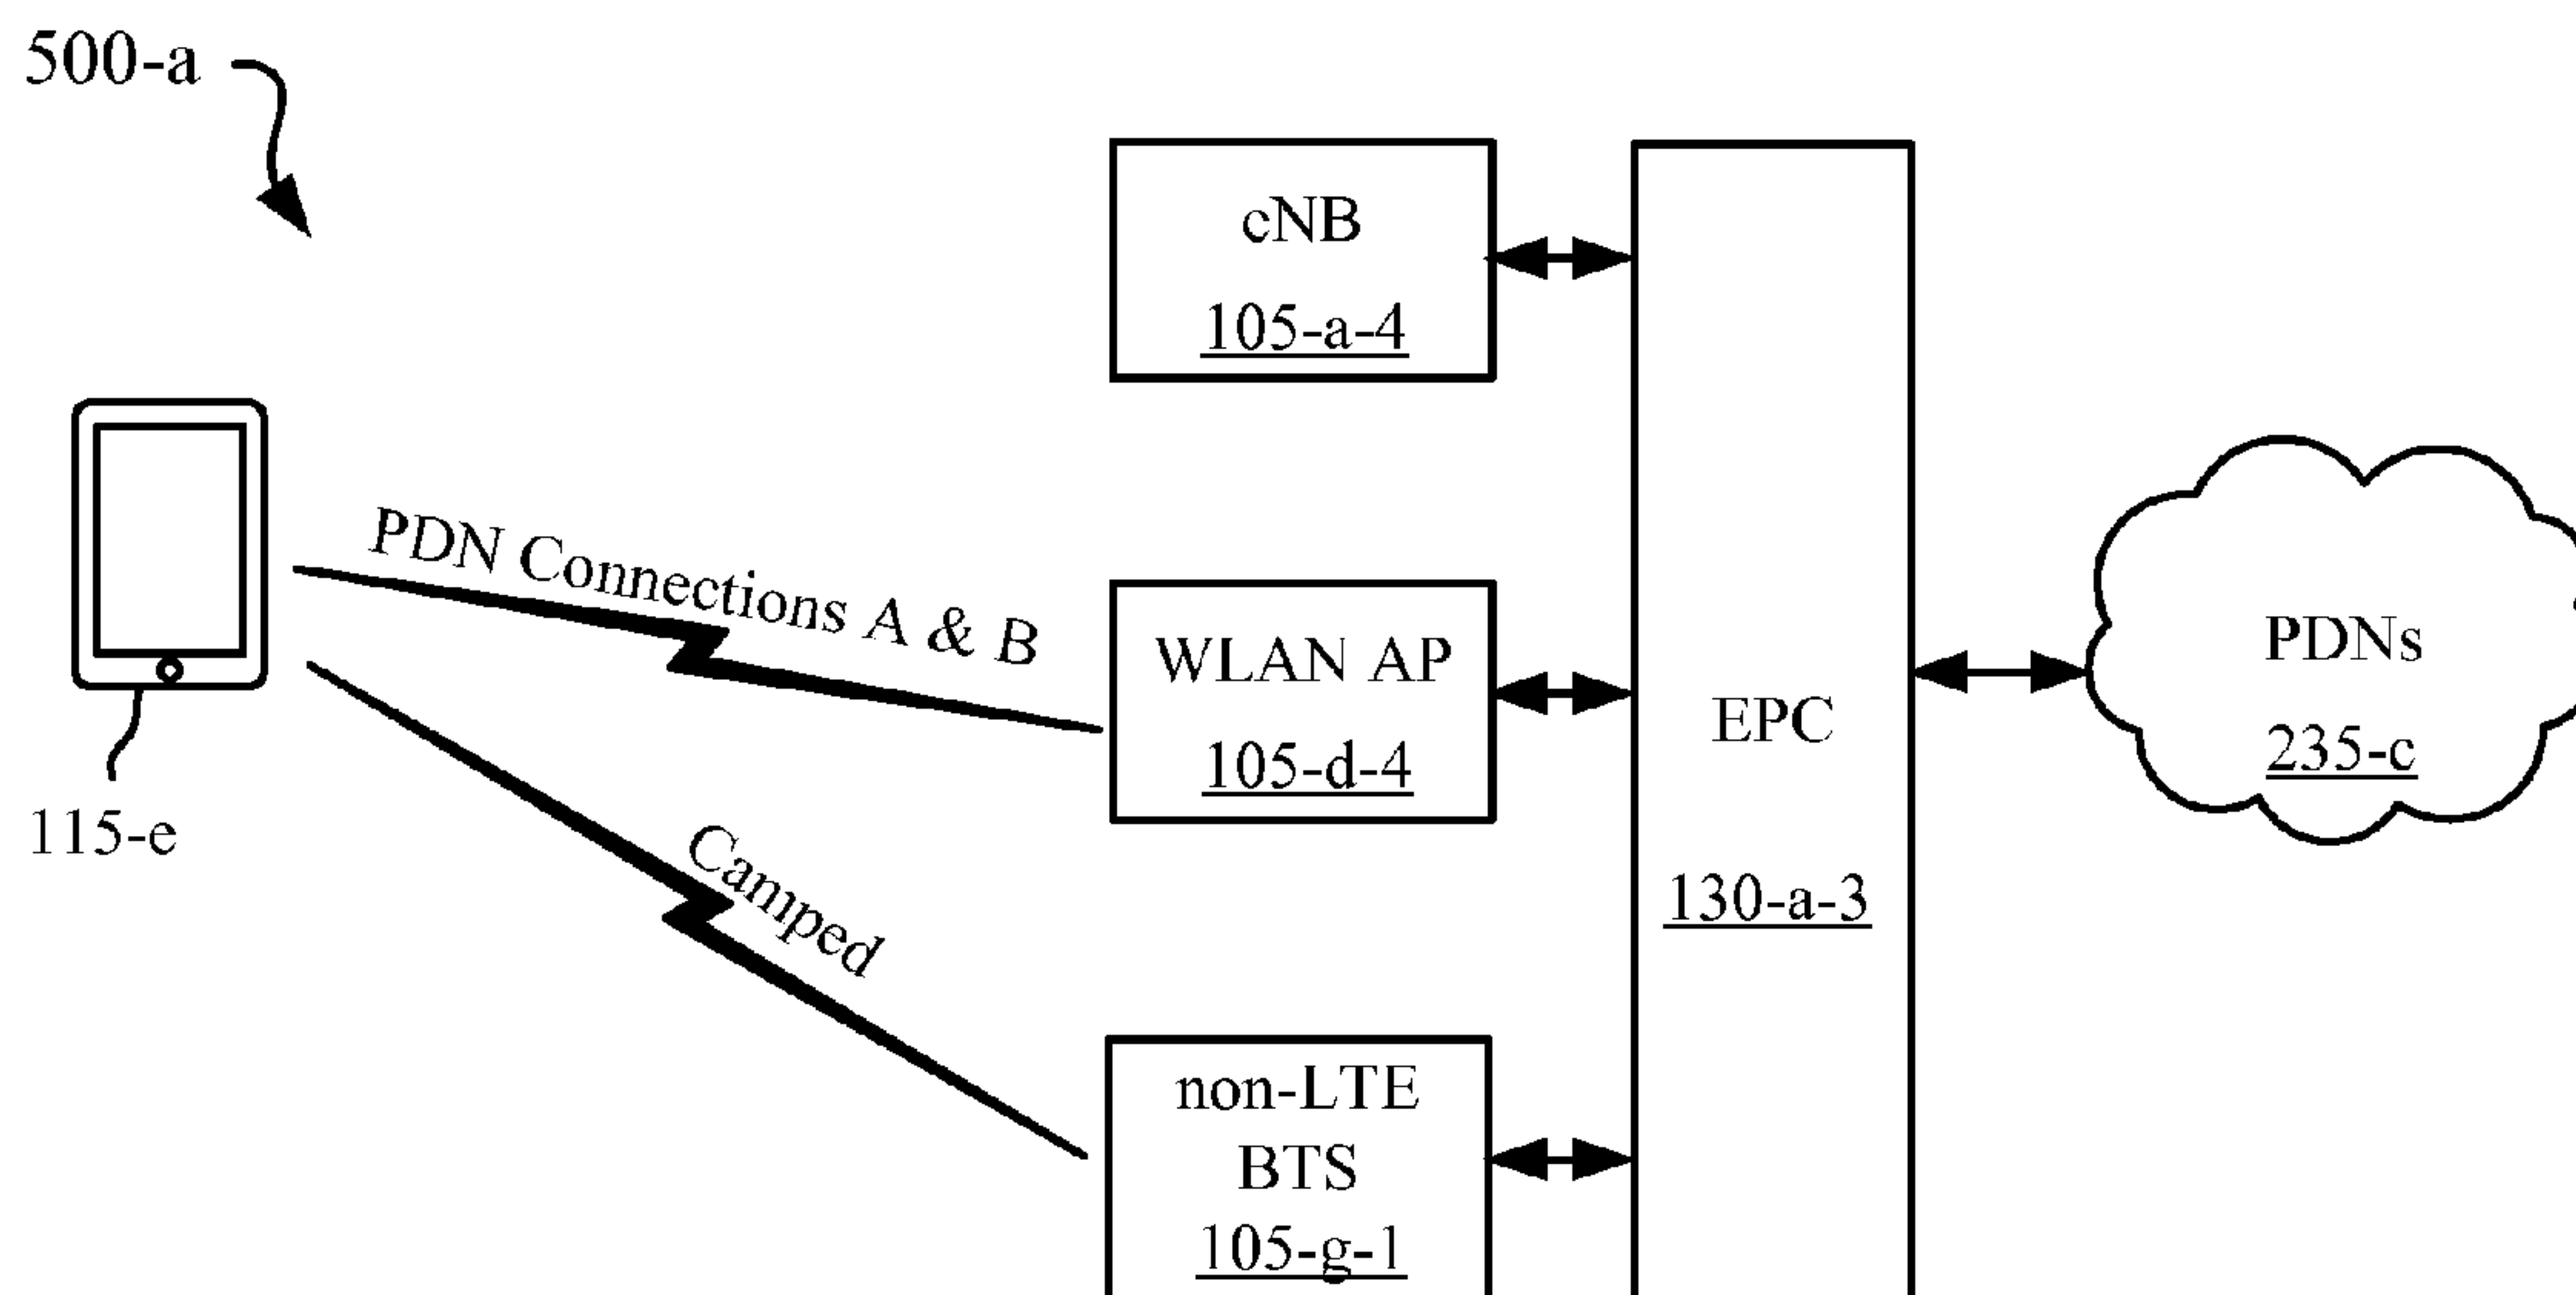 500-a
cNB
105-a-4
PDN Connections A & B
WLAN AP
105-d-4
EPC
130-a-3
PDNs
235-c
115-e
Camped
non-LTE
BTS
105-g-1